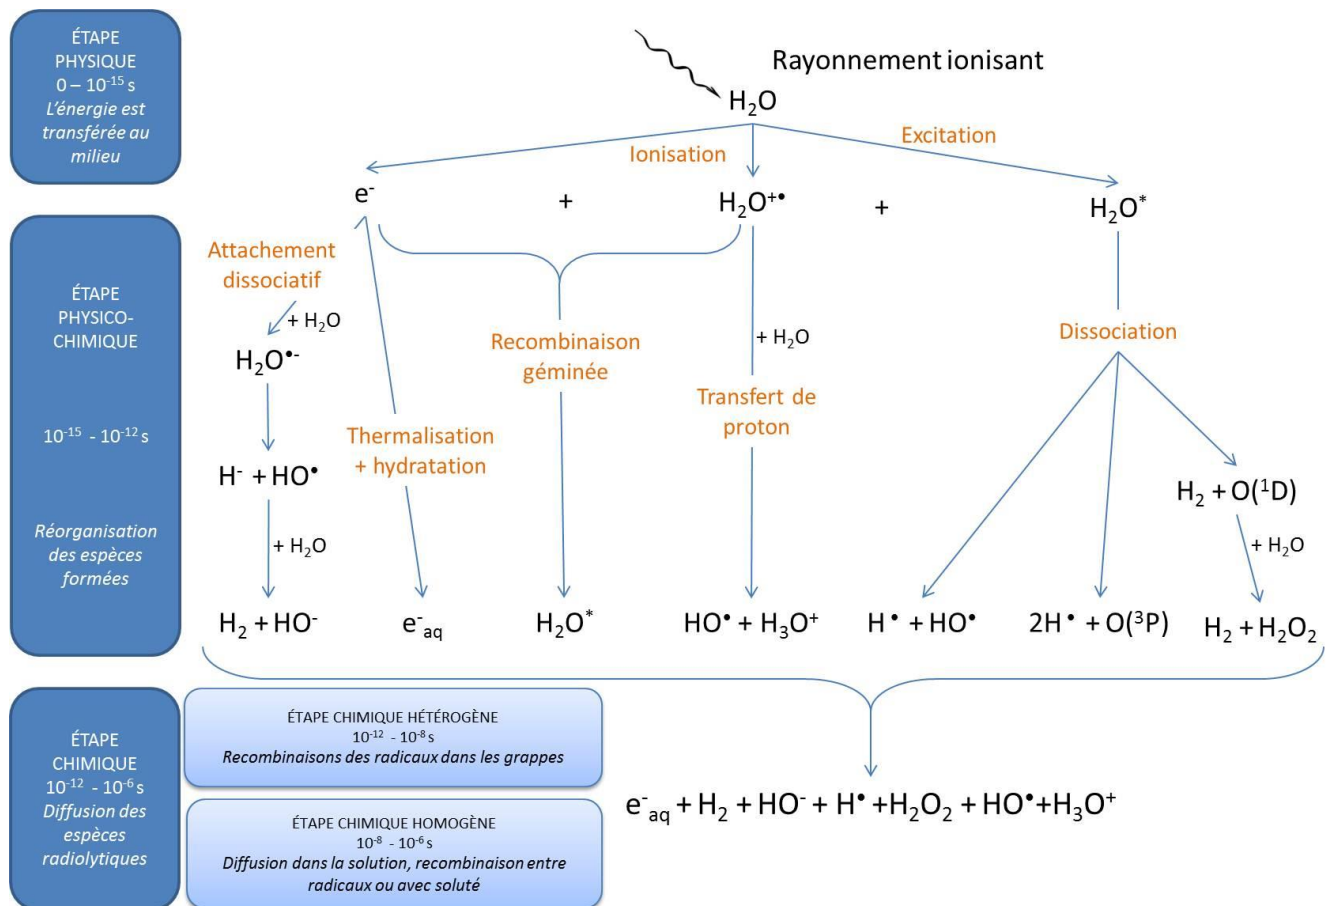 ÉTAPE
PHYSIQUE
0 – 10⁻¹⁵ s
L'énergie est
transférée au
milieu
Rayonnement ionisant
H₂O
Ionisation
Excitation
e⁻ + H₂O⁺• + H₂O*
ÉTAPE
PHYSICO-
CHIMIQUE
10⁻¹⁵ - 10⁻¹² s
Réorganisation
des espèces
formées
Attachement
dissociatif
+ H₂O
H₂O•⁻
H⁻ + HO•
+ H₂O
H₂ + HO⁻
Thermalisation
+ hydratation
e⁻aq
Recombinaison
géminée
H₂O*
+ H₂O
Transfert de
proton
HO• + H₃O⁺
Dissociation
H• + HO•
2H• + O(³P)
H₂ + O(¹D)
+ H₂O
H₂ + H₂O₂
ÉTAPE
CHIMIQUE
10⁻¹² - 10⁻⁶ s
Diffusion des
espèces
radiolytiques
ÉTAPE CHIMIQUE HÉTÉROGÈNE
10⁻¹² - 10⁻⁸ s
Recombinaisons des radicaux dans les grappes
ÉTAPE CHIMIQUE HOMOGÈNE
10⁻⁸ - 10⁻⁶ s
Diffusion dans la solution, recombinaison entre
radicaux ou avec soluté
e⁻aq + H₂ + HO⁻ + H• +H₂O₂ + HO•+H₃O⁺